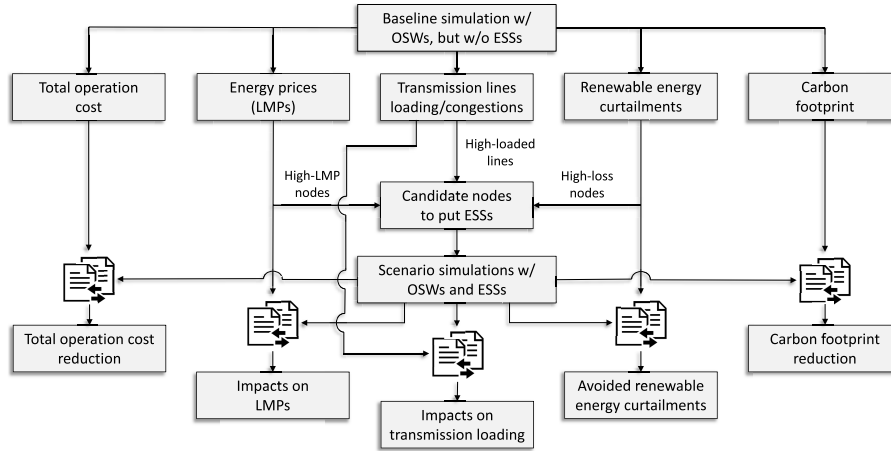 Baseline simulation w/
OSWs, but w/o ESSs
Total operation
cost
Energy prices
(LMPs)
Transmission lines
loading/congestions
Renewable energy
curtailments
Carbon
footprint
High-loaded
lines
High-LMP
nodes
High-loss
nodes
Candidate nodes
to put ESSs
Scenario simulations w/
OSWs and ESSs
Total operation cost
reduction
Carbon footprint
reduction
Impacts on
LMPs
Avoided renewable
energy curtailments
Impacts on
transmission loading